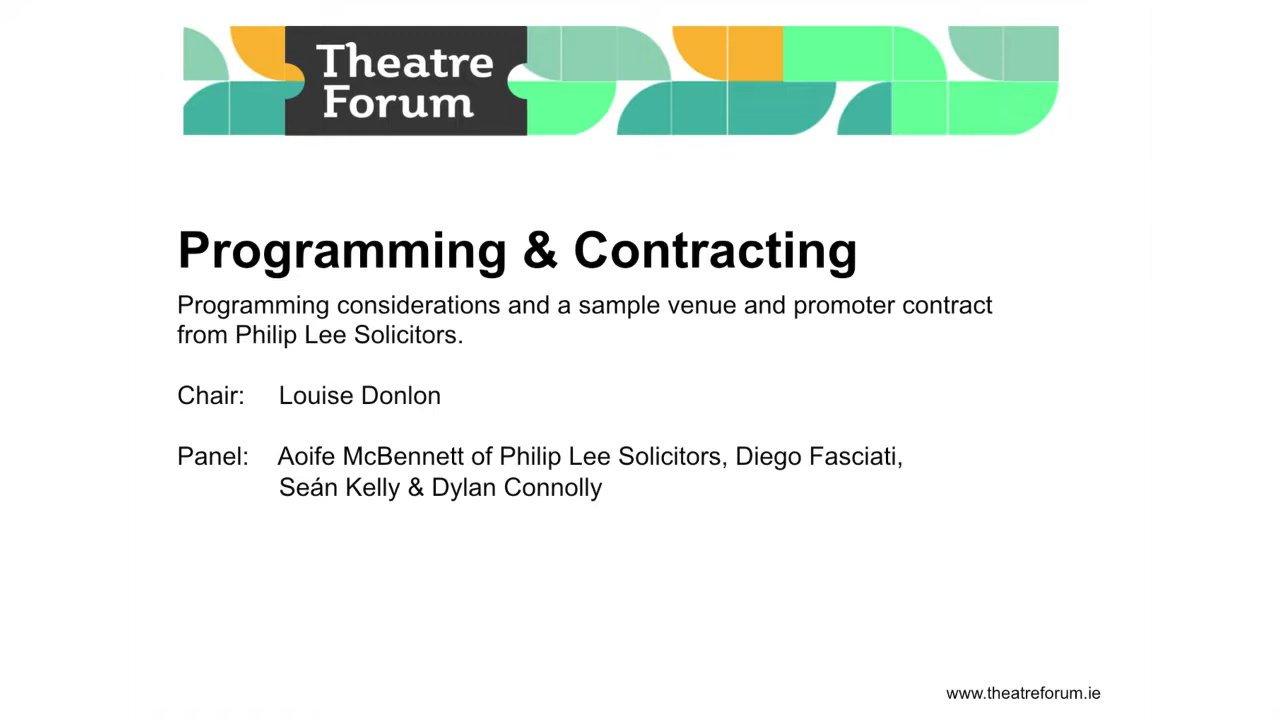 Theatre
Forum
Programming & Contracting
Programming considerations and a sample venue and promoter contract
from Philip Lee Solicitors.
Chair: Louise Donlon
Panel: Aoife McBennett of Philip Lee Solicitors, Diego Fasciati,
Seán Kelly & Dylan Connolly
www.theatreforum.ie